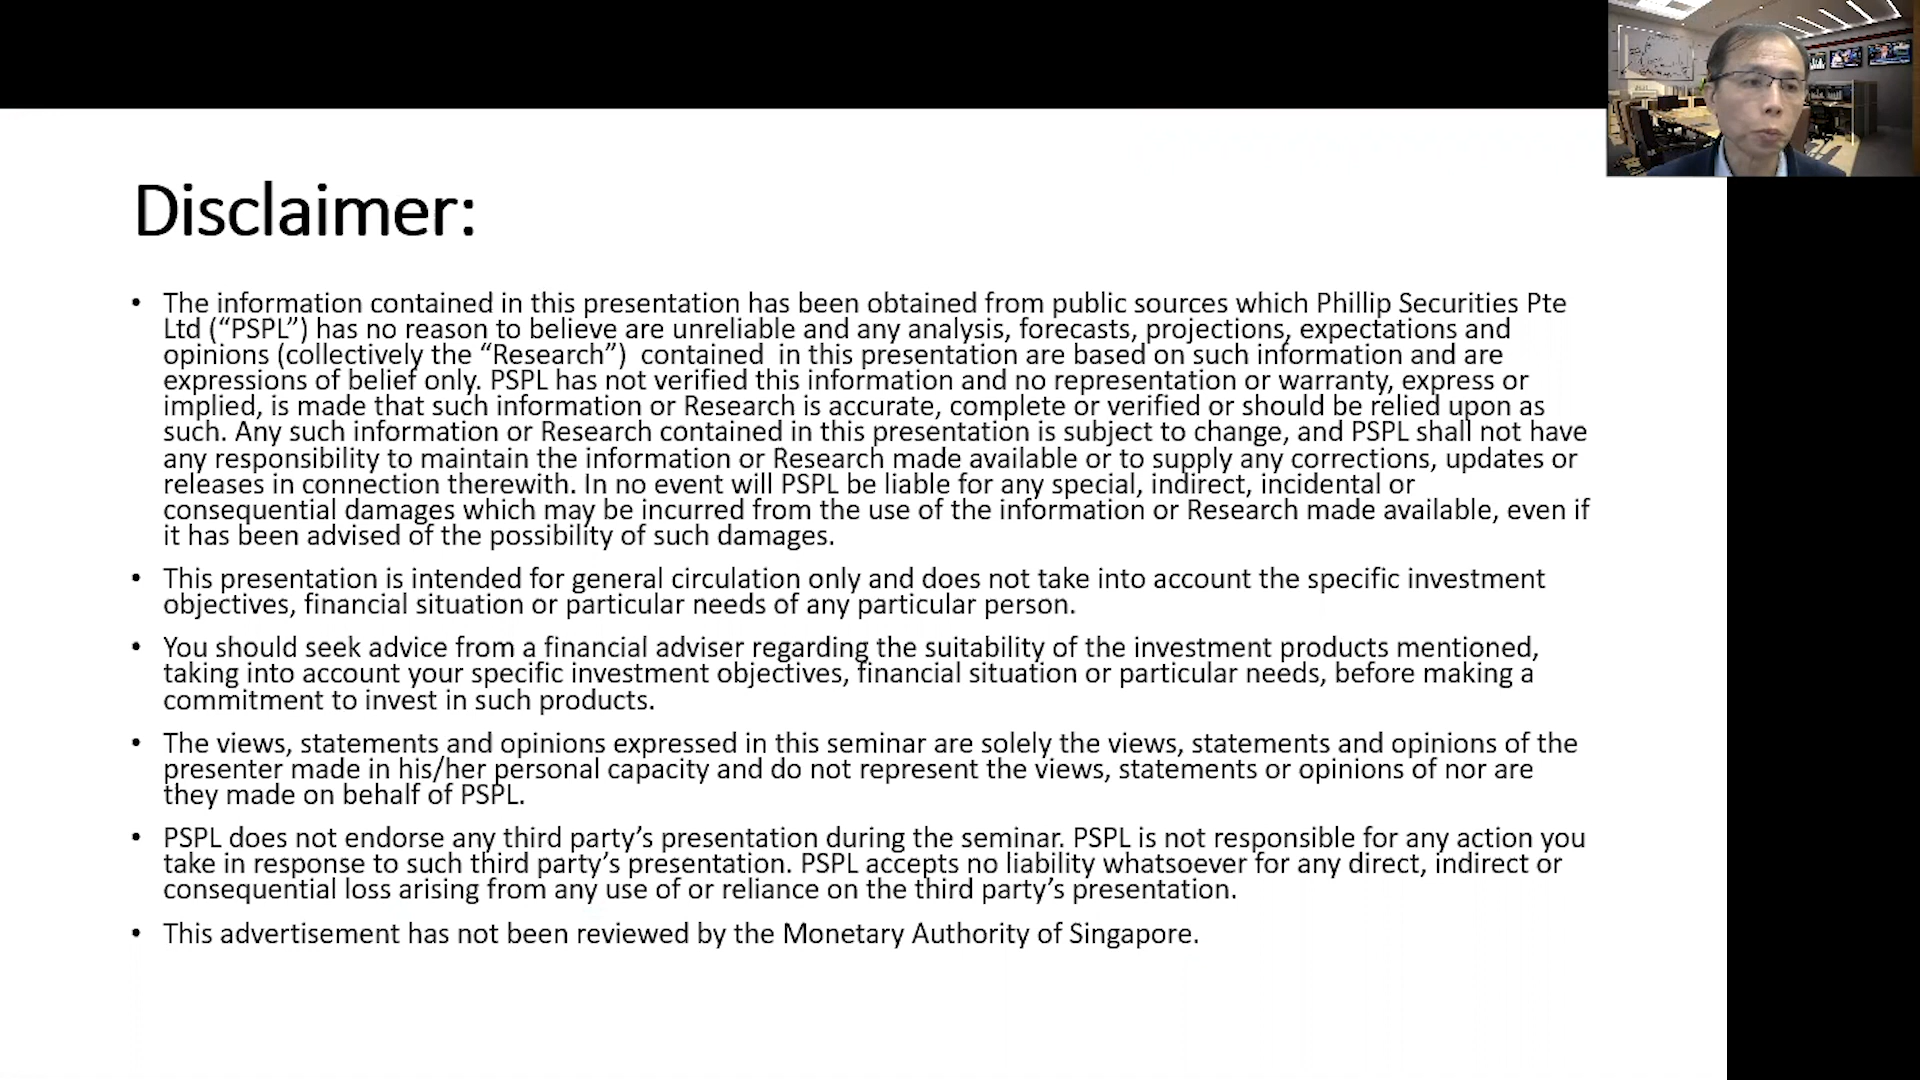 Disclaimer:
• The information contained in this presentation has been obtained from public sources which Phillip Securities Pte
Ltd (“PSPL”) has no reason to believe are unreliable and any analysis, forecasts, projections, expectations and
opinions (collectively the “Research”)  contained  in this presentation are based on such information and are
expressions of belief only. PSPL has not verified this information and no representation or warranty, express or
implied, is made that such information or Research is accurate, complete or verified or should be relied upon as
such. Any such information or Research contained in this presentation is subject to change, and PSPL shall not have
any responsibility to maintain the information or Research made available or to supply any corrections, updates or
releases in connection therewith. In no event will PSPL be liable for any special, indirect, incidental or
consequential damages which may be incurred from the use of the information or Research made available, even if
it has been advised of the possibility of such damages.
• This presentation is intended for general circulation only and does not take into account the specific investment
objectives, financial situation or particular needs of any particular person.
• You should seek advice from a financial adviser regarding the suitability of the investment products mentioned,
taking into account your specific investment objectives, financial situation or particular needs, before making a
commitment to invest in such products.
• The views, statements and opinions expressed in this seminar are solely the views, statements and opinions of the
presenter made in his/her personal capacity and do not represent the views, statements or opinions of nor are
they made on behalf of PSPL.
• PSPL does not endorse any third party’s presentation during the seminar. PSPL is not responsible for any action you
take in response to such third party’s presentation. PSPL accepts no liability whatsoever for any direct, indirect or
consequential loss arising from any use of or reliance on the third party’s presentation.
• This advertisement has not been reviewed by the Monetary Authority of Singapore.